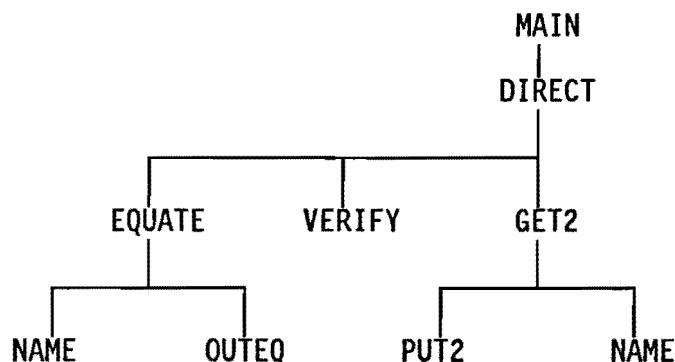 MAIN
DIRECT
EQUATE VERIFY GET2
NAME OUTEQ PUT2 NAME